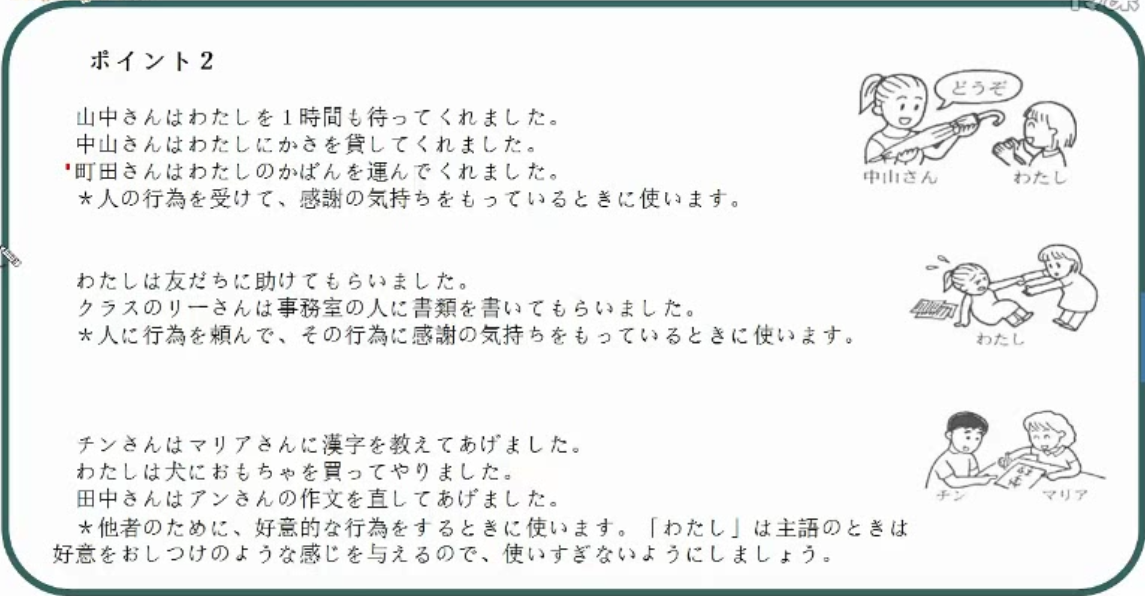 ポイント２
山中さんはわたしを１時間も待ってくれました。
中山さんはわたしにかさを貸してくれました。
町田さんはわたしのかばんを運んでくれました。
＊人の行為を受けて、感謝の気持ちをもっているときに使います。
どうぞ
中山さん
わたし
わたしは友だちに助けてもらいました。
クラスのリーさんは事務室の人に書類を書いてもらいました。
＊人に行為を頼んで、その行為に感謝の気持ちをもっているときに使います。
わたし
チンさんはマリアさんに漢字を教えてあげました。
わたしは犬におもちゃを買ってやりました。
田中さんはアンさんの作文を直してあげました。
＊他者のために、好意的な行為をするときに使います。「わたし」は主語のときは
好意をおしつけのような感じを与えるので、使いすぎないようにしましょう。
チン
マリア